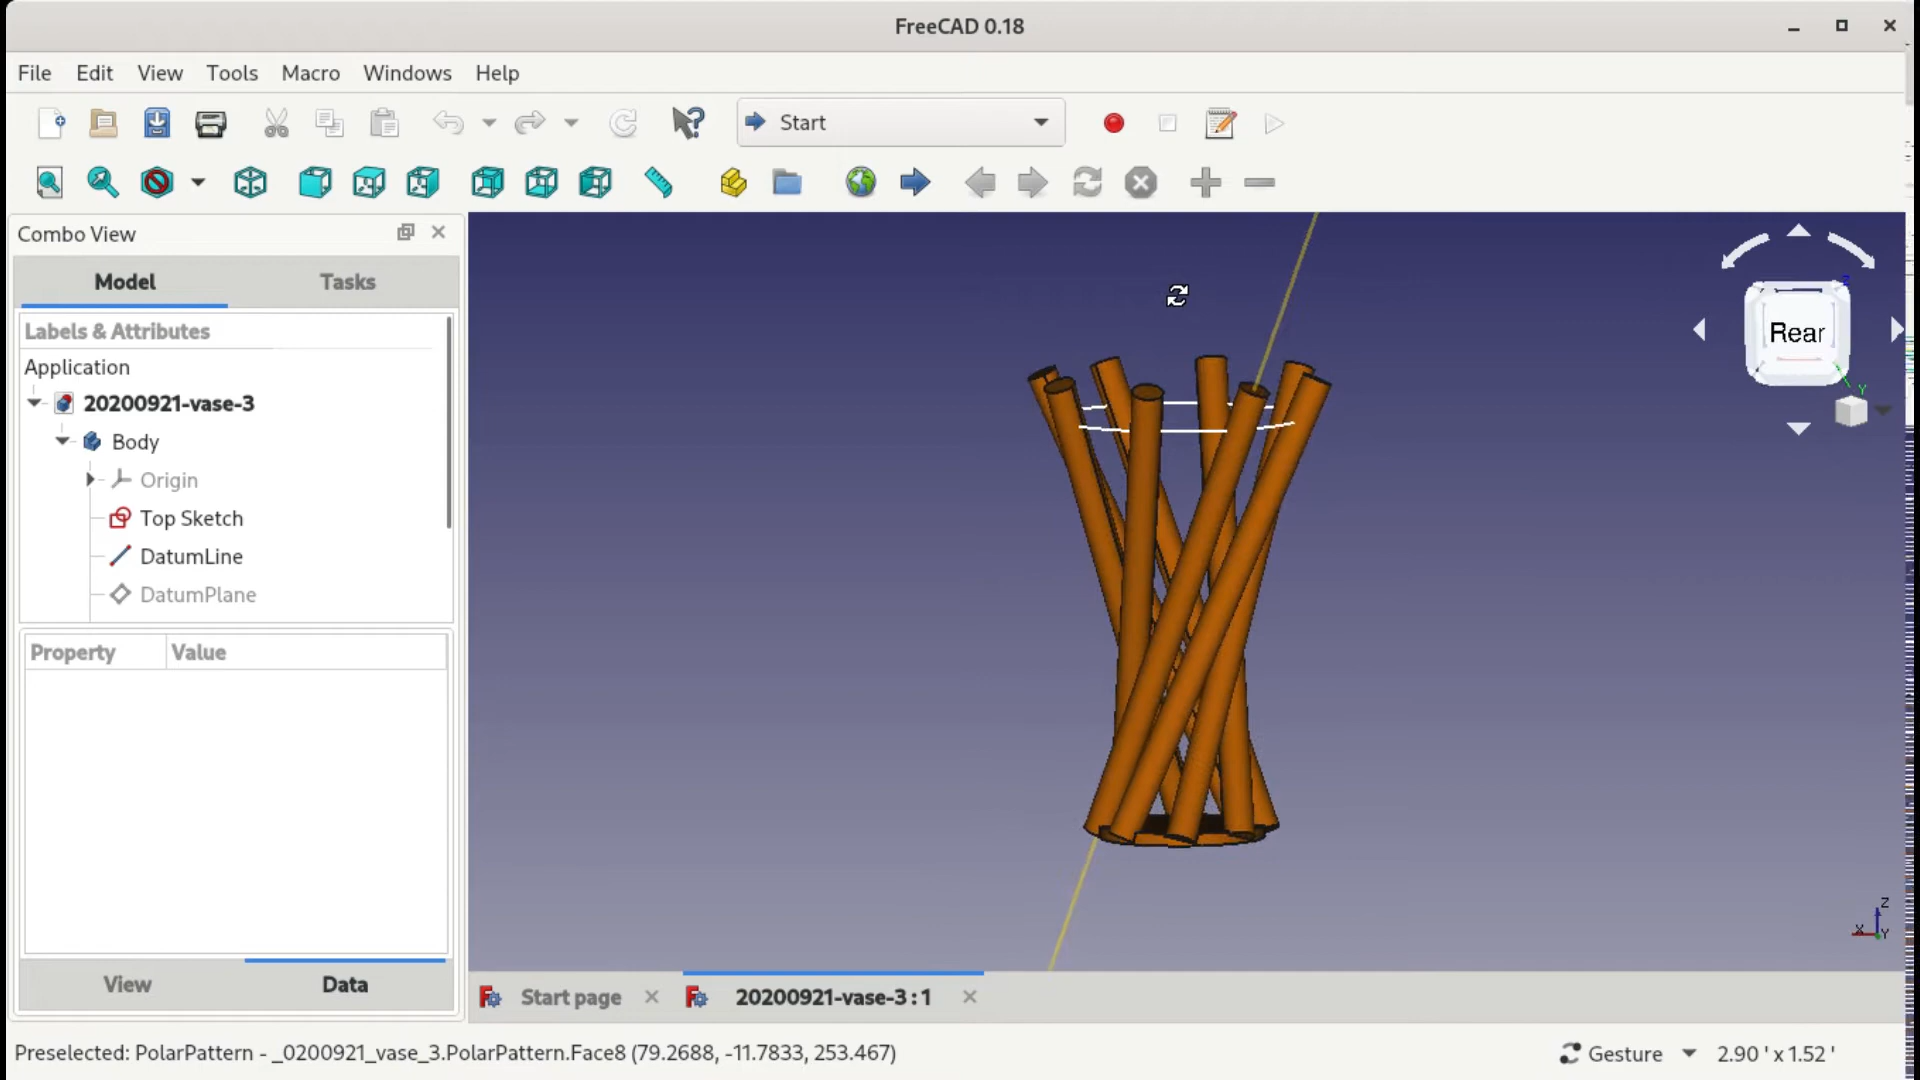 FreeCAD 0.18
File Edit View Tools Macro Windows Help
Start
Combo View
Model Tasks
Labels & Attributes
Application
20200921-vase-3
Body
Origin
Top Sketch
DatumLine
DatumPlane
Property Value
View Data
Rear
Z
Y
Z
X Y
Start page 20200921-vase-3 : 1
Preselected: PolarPattern - _0200921_vase_3.PolarPattern.Face8 (79.2688, -11.7833, 253.467)
Gesture 2.90 ' x 1.52 '